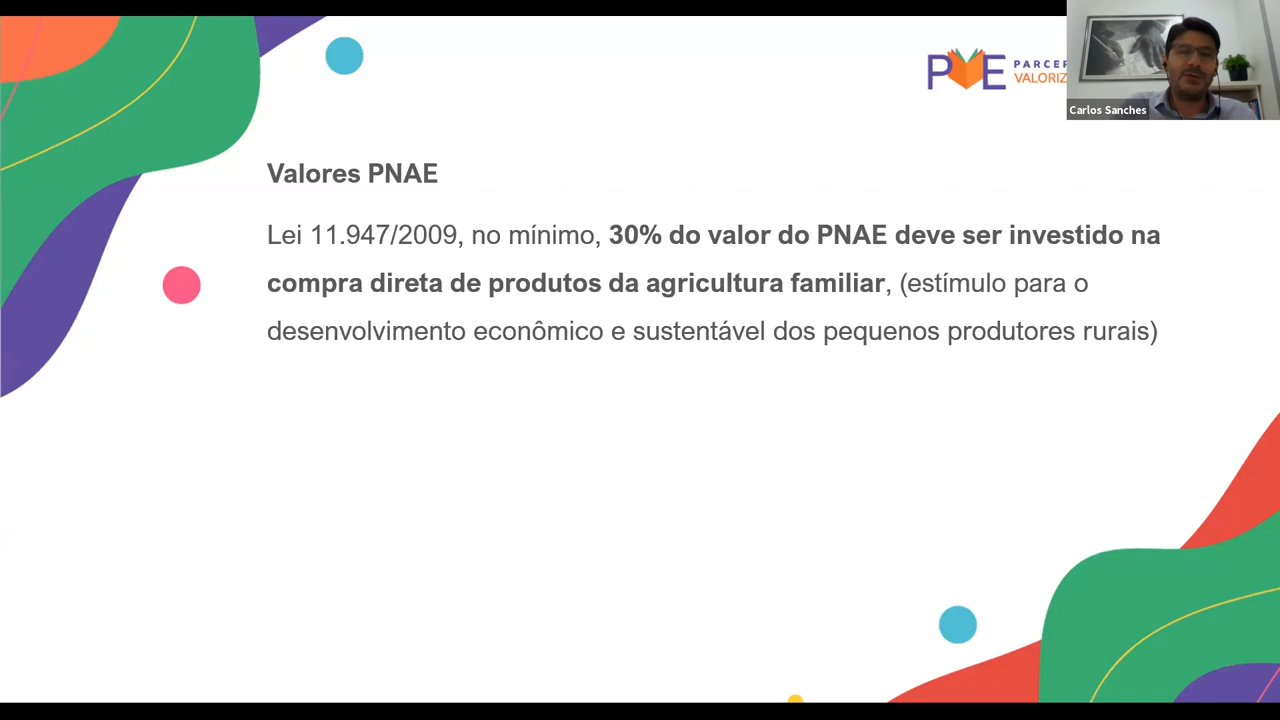 PVE PARCER
VALORIZ
Carlos Sanches
Valores PNAE
Lei 11.947/2009, no mínimo, 30% do valor do PNAE deve ser investido na
compra direta de produtos da agricultura familiar, (estímulo para o
desenvolvimento econômico e sustentável dos pequenos produtores rurais)